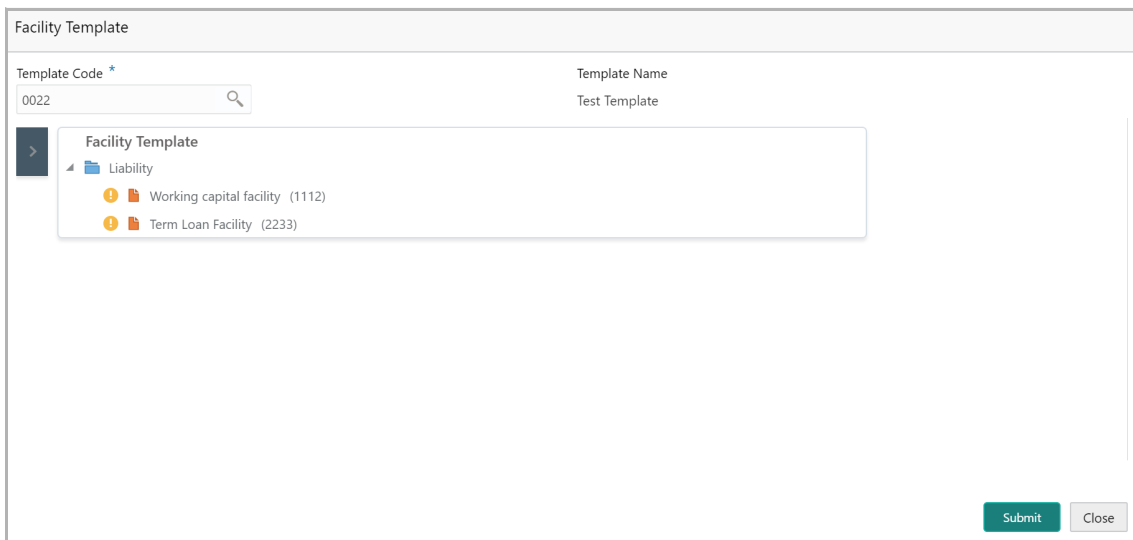 Facility Template
Template Code *
Template Name
0022
Test Template
Facility Template
Liability
Working capital facility (1112)
Term Loan Facility (2233)
Submit
Close